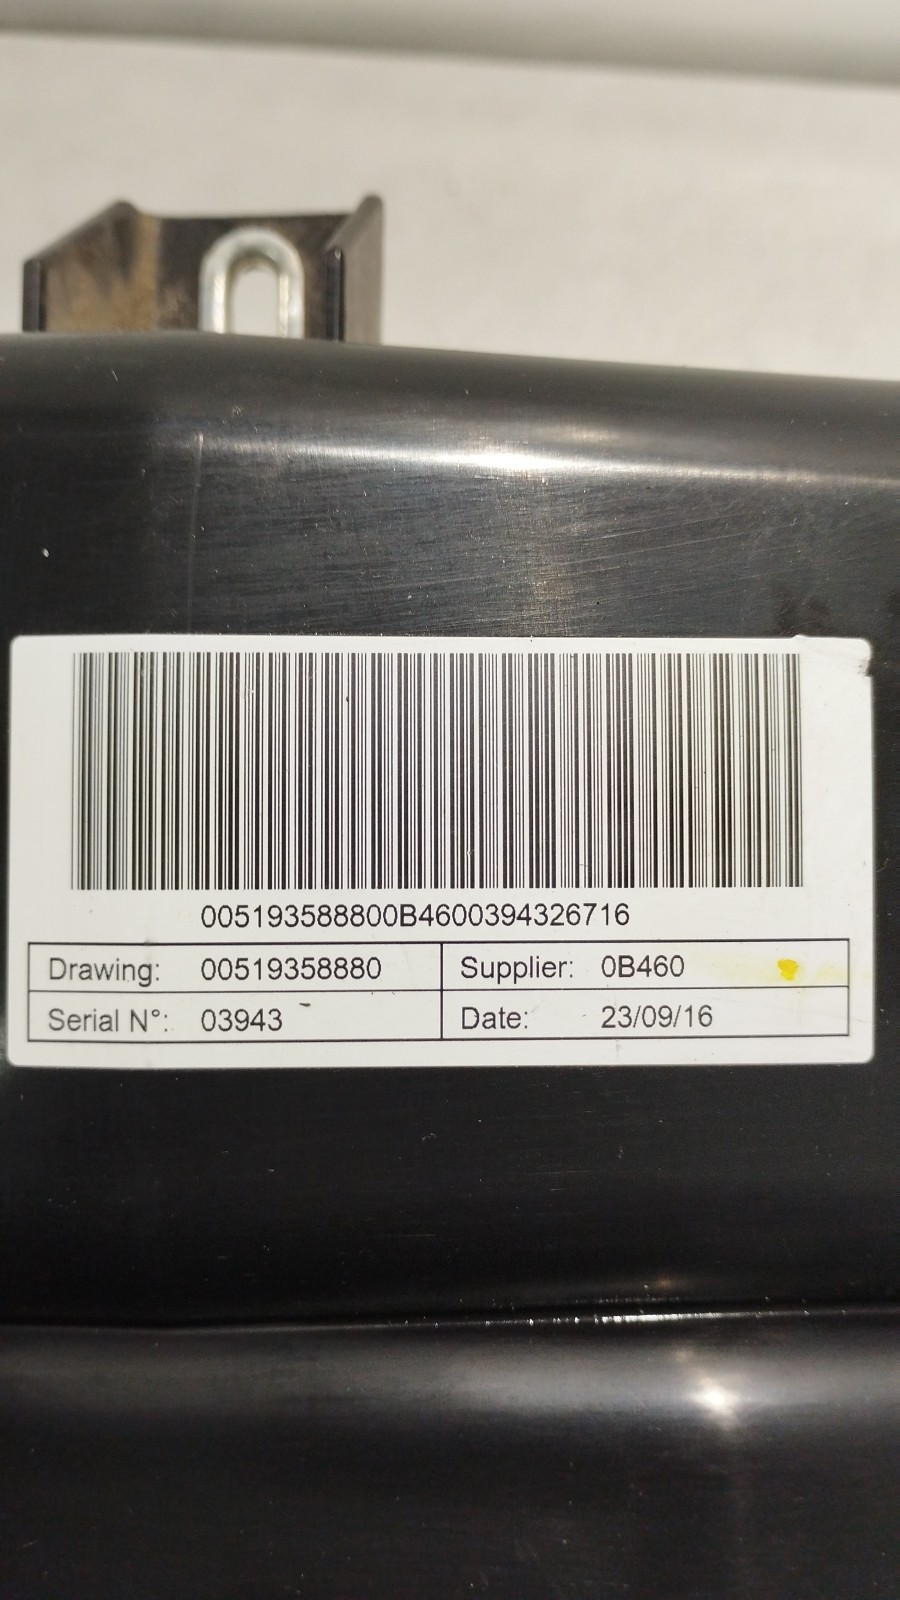 005193588800B4600394326716
Drawing: 00519358880 Supplier: 0B460
Serial N°: 03943 Date: 23/09/16